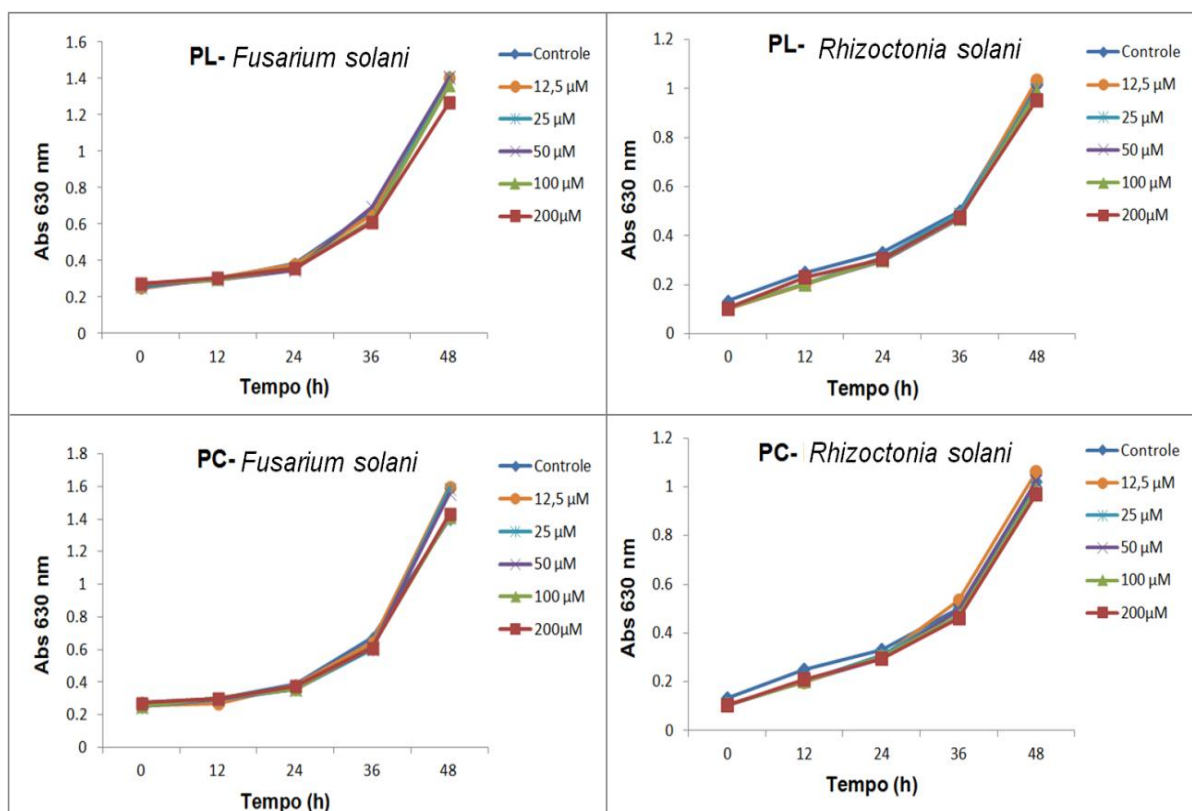 PL- Fusarium solani
Abs 630 nm
1.6
1.4
1.2
1
0.8
0.6
0.4
0.2
0
0 12 24 36 48
Tempo (h)
Controle
12,5 µM
25 µM
50 µM
100 µM
200µM
PL- Rhizoctonia solani
Abs 630 nm
1.2
1
0.8
0.6
0.4
0.2
0
0 12 24 36 48
Tempo (h)
Controle
12,5 µM
25 µM
50 µM
100 µM
200µM
PC- Fusarium solani
Abs 630 nm
1.8
1.6
1.4
1.2
1
0.8
0.6
0.4
0.2
0
0 12 24 36 48
Tempo (h)
Controle
12,5 µM
25 µM
50 µM
100 µM
200µM
PC- Rhizoctonia solani
Abs 630 nm
1.2
1
0.8
0.6
0.4
0.2
0
0 12 24 36 48
Tempo (h)
Controle
12,5 µM
25 µM
50 µM
100 µM
200µM